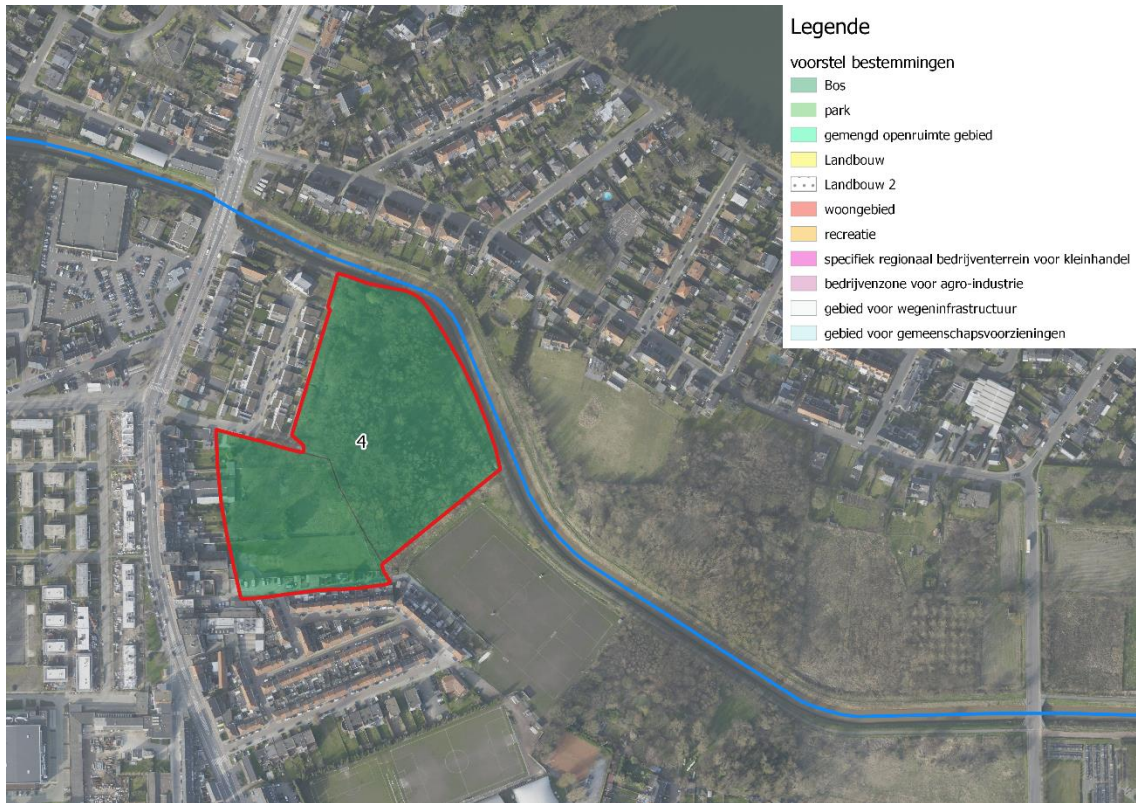 Legende
voorstel bestemmingen
Bos
park
gemengd openruimte gebied
Landbouw
Landbouw 2
woongebied
recreatie
specifiek regionaal bedrijventerrein voor kleinhandel
bedrijvenzone voor agro-industrie
gebied voor wegeninfrastructuur
gebied voor gemeenschapsvoorzieningen
4